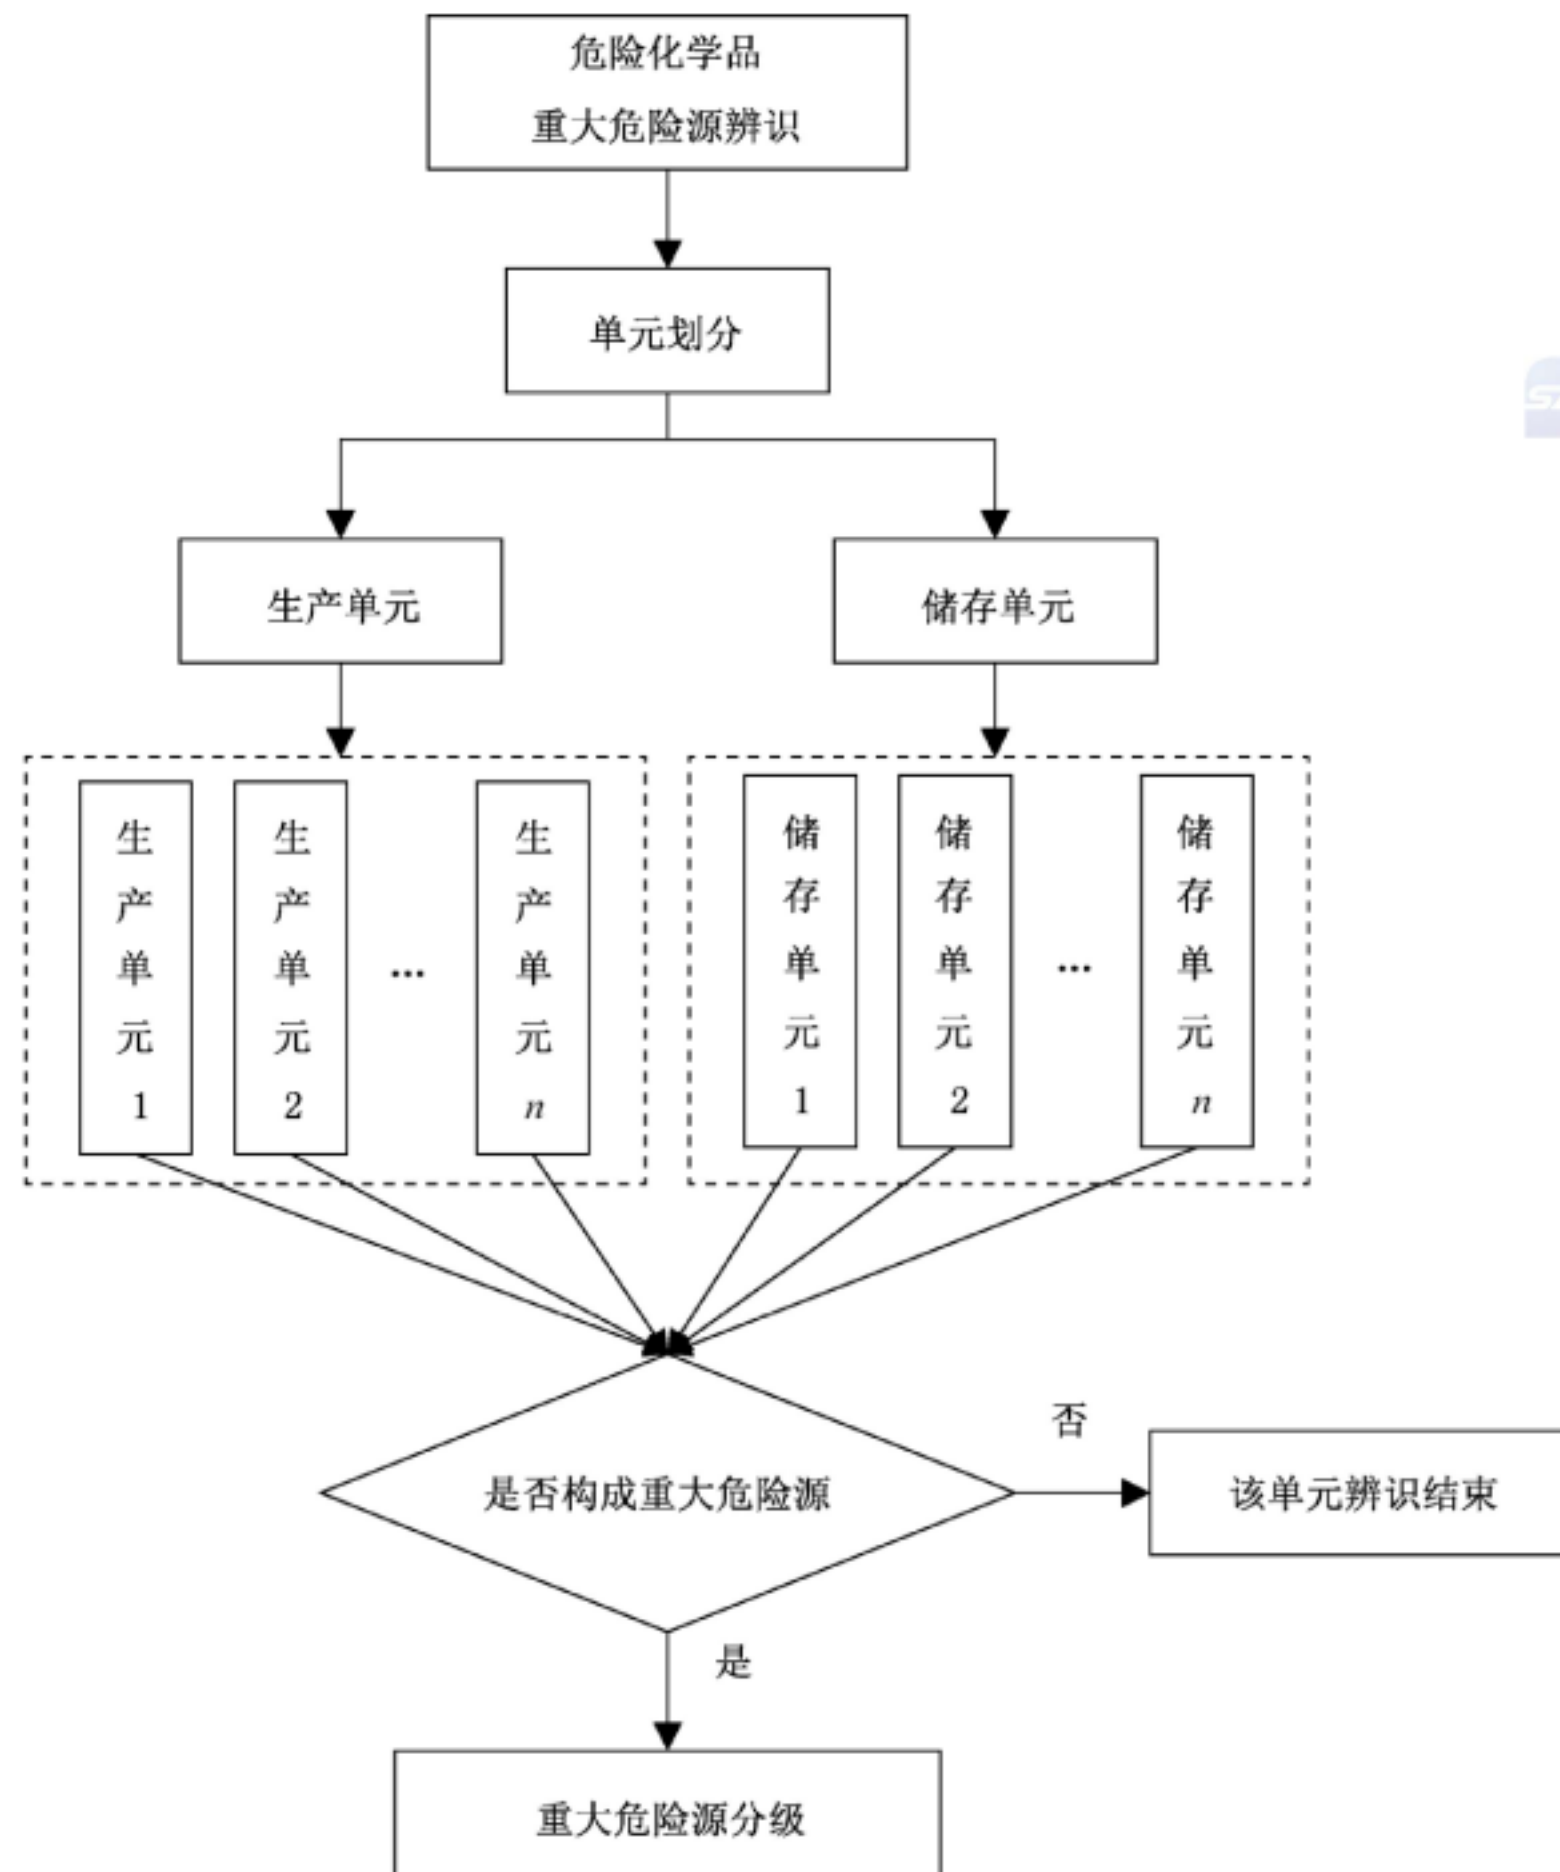 危险化学品
重大危险源辨识
单元划分
生产单元
储存单元
生产单元1
生产单元2
...
生产单元n
储存单元1
储存单元2
...
储存单元n
是否构成重大危险源
否
该单元辨识结束
是
重大危险源分级